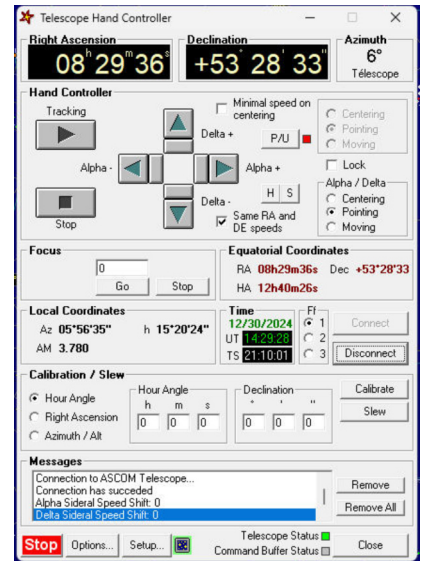 Telescope Hand Controller
Right Ascension
08h 29m 36s
Declination
+53° 28' 33"
Azimuth
6°
Télescope
Hand Controller
Tracking
Stop
Alpha -
Delta +
Alpha +
Delta -
Minimal speed on
centering
P/U
H S
Same RA and
DE speeds
Centering
Pointing
Moving
Lock
Alpha / Delta
Centering
Pointing
Moving
Focus
0
Go Stop
Equatorial Coordinates
RA 08h29m36s Dec +53°28'33
HA 12h40m26s
Local Coordinates
Az 05°56'35" h 15°20'24"
AM 3.780
Time
12/30/2024
UT 14:29:28
TS 21:10:01
Ff
1
2
3
Connect
Disconnect
Calibration / Slew
Hour Angle
Right Ascension
Azimuth / Alt
Hour Angle
h m s
0 0 0
Declination
° ' "
0 0 0
Calibrate
Slew
Messages
Connection to ASCOM Telescope...
Connection has succeded
Alpha Sideral Speed Shift: 0
Delta Sideral Speed Shift: 0
Remove
Remove All
Stop Options... Setup...
Telescope Status
Command Buffer Status
Close